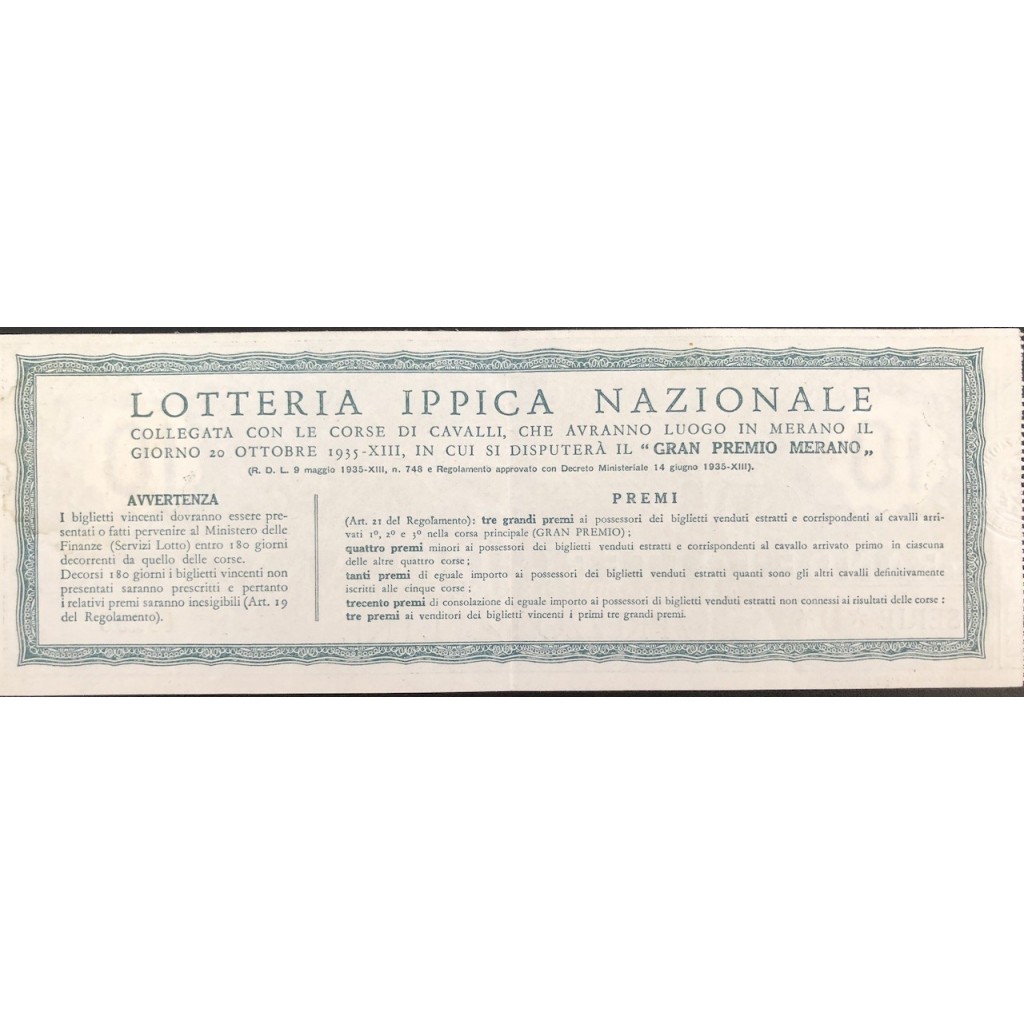 LOTTERIA IPPICA NAZIONALE
COLLEGATA CON LE CORSE DI CAVALLI, CHE AVRANNO LUOGO IN MERANO IL
GIORNO 20 OTTOBRE 1935-XIII, IN CUI SI DISPUTERÀ IL “ GRAN PREMIO MERANO „
(R. D. L. 9 maggio 1935-XIII, n. 748 e Regolamento approvato con Decreto Ministeriale 14 giugno 1935-XIII).
AVVERTENZA
I biglietti vincenti dovranno essere pre-
sentati o fatti pervenire al Ministero delle
Finanze (Servizi Lotto) entro 180 giorni
decorrenti da quello delle corse.
Decorsi 180 giorni i biglietti vincenti non
presentati saranno prescritti e pertanto
i relativi premi saranno inesigibili (Art. 19
del Regolamento).
PREMI
(Art. 21 del Regolamento): tre grandi premi ai possessori dei biglietti venduti estratti e corrispondenti ai cavalli arri-
vati 1º, 2º e 3º nella corsa principale (GRAN PREMIO) ;
quattro premi minori ai possessori dei biglietti venduti estratti e corrispondenti al cavallo arrivato primo in ciascuna
delle altre quattro corse ;
tanti premi di eguale importo ai possessori dei biglietti venduti estratti quanti sono gli altri cavalli definitivamente
iscritti alle cinque corse ;
trecento premi di consolazione di eguale importo ai possessori di biglietti venduti estratti non connessi ai risultati delle corse :
tre premi ai venditori dei biglietti vincenti i primi tre grandi premi.